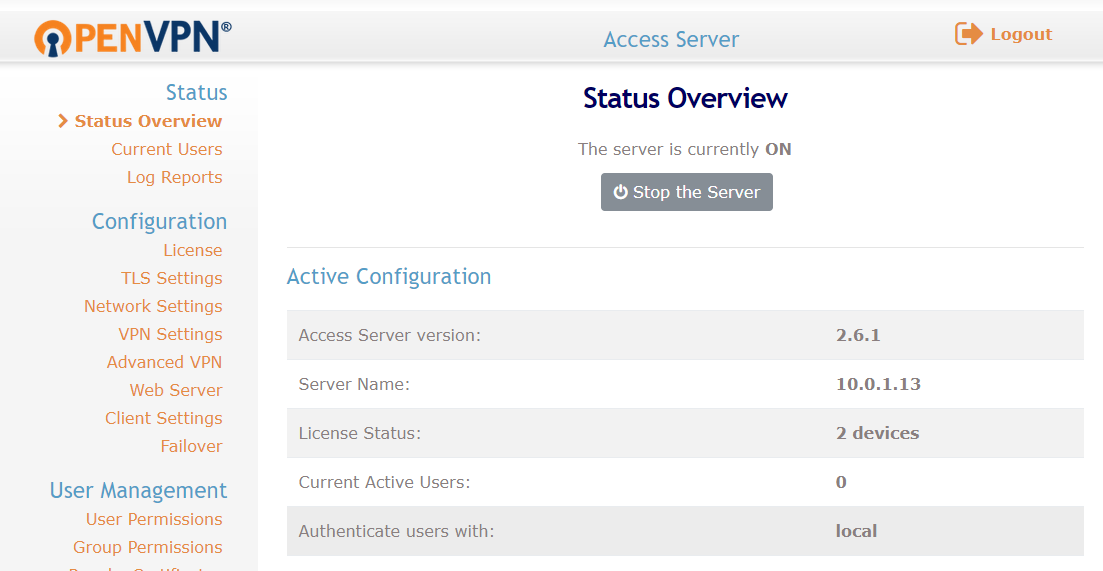 OPENVPN®
Access Server
Logout
Status
Status Overview
Current Users
Log Reports
Configuration
License
TLS Settings
Network Settings
VPN Settings
Advanced VPN
Web Server
Client Settings
Failover
User Management
User Permissions
Group Permissions
Status Overview
The server is currently ON
Stop the Server
Active Configuration
Access Server version: 2.6.1
Server Name: 10.0.1.13
License Status: 2 devices
Current Active Users: 0
Authenticate users with: local